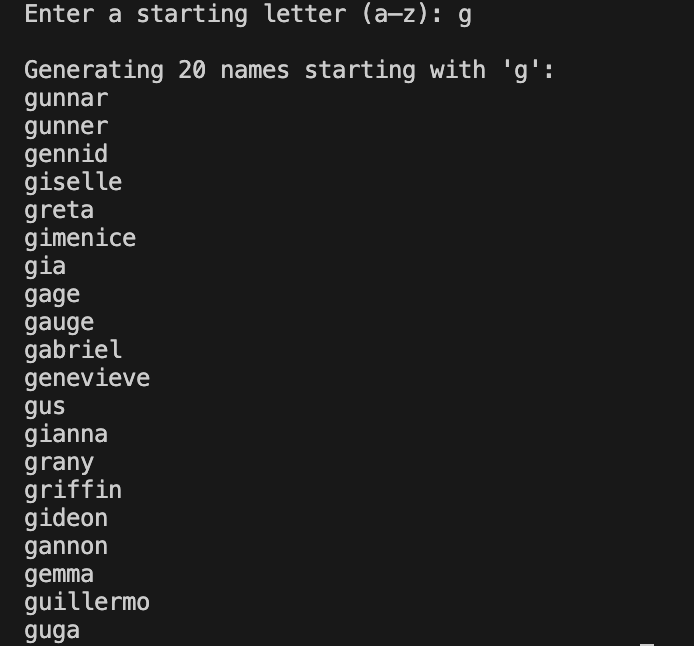 Enter a starting letter (a–z): g
Generating 20 names starting with 'g':
gunnar
gunner
gennid
giselle
greta
gimenice
gia
gage
gauge
gabriel
genevieve
gus
gianna
grany
griffin
gideon
gannon
gemma
guillermo
guga